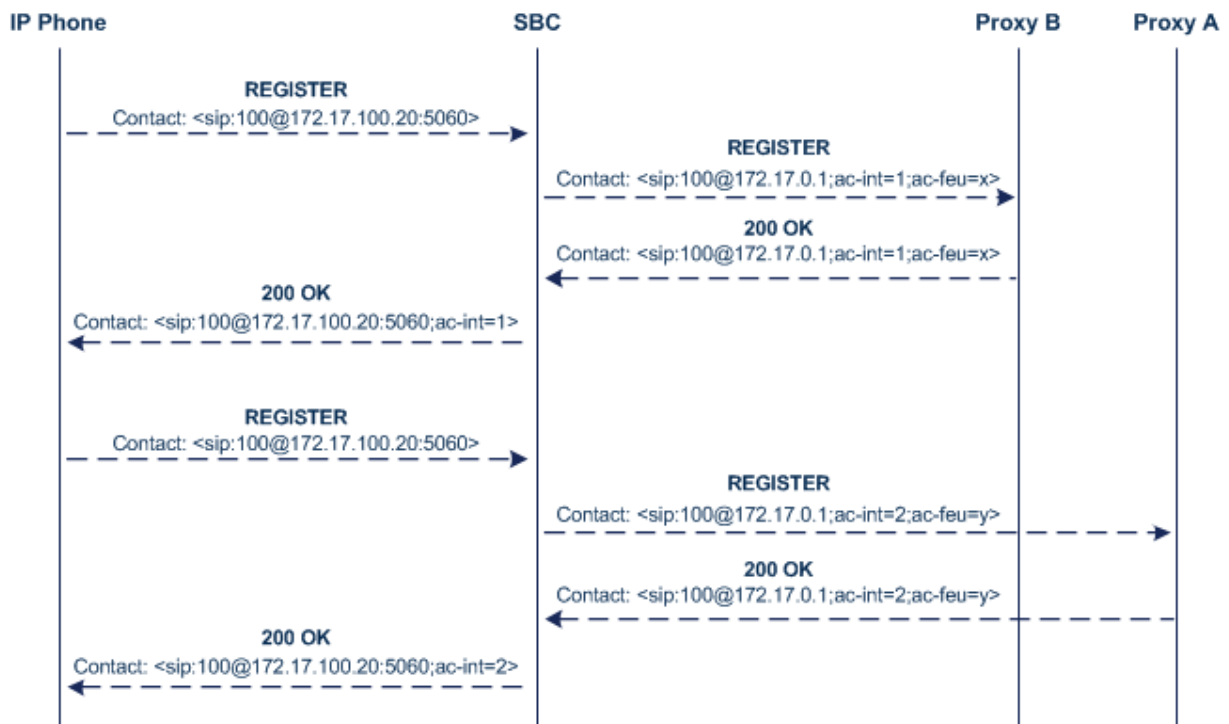 IP Phone SBC Proxy B Proxy A
REGISTER
Contact: <sip:100@172.17.100.20:5060>
REGISTER
Contact: <sip:100@172.17.0.1;ac-int=1;ac-feu=x>
200 OK
Contact: <sip:100@172.17.0.1;ac-int=1;ac-feu=x>
200 OK
Contact: <sip:100@172.17.100.20:5060;ac-int=1>
REGISTER
Contact: <sip:100@172.17.100.20:5060>
REGISTER
Contact: <sip:100@172.17.0.1;ac-int=2;ac-feu=y>
200 OK
Contact: <sip:100@172.17.0.1;ac-int=2;ac-feu=y>
200 OK
Contact: <sip:100@172.17.100.20:5060;ac-int=2>